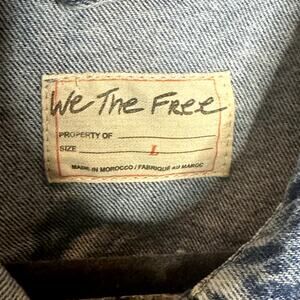 We The Free
PROPERTY OF
SIZE L
MADE IN MOROCCO / FABRIQUÉ AU MAROC